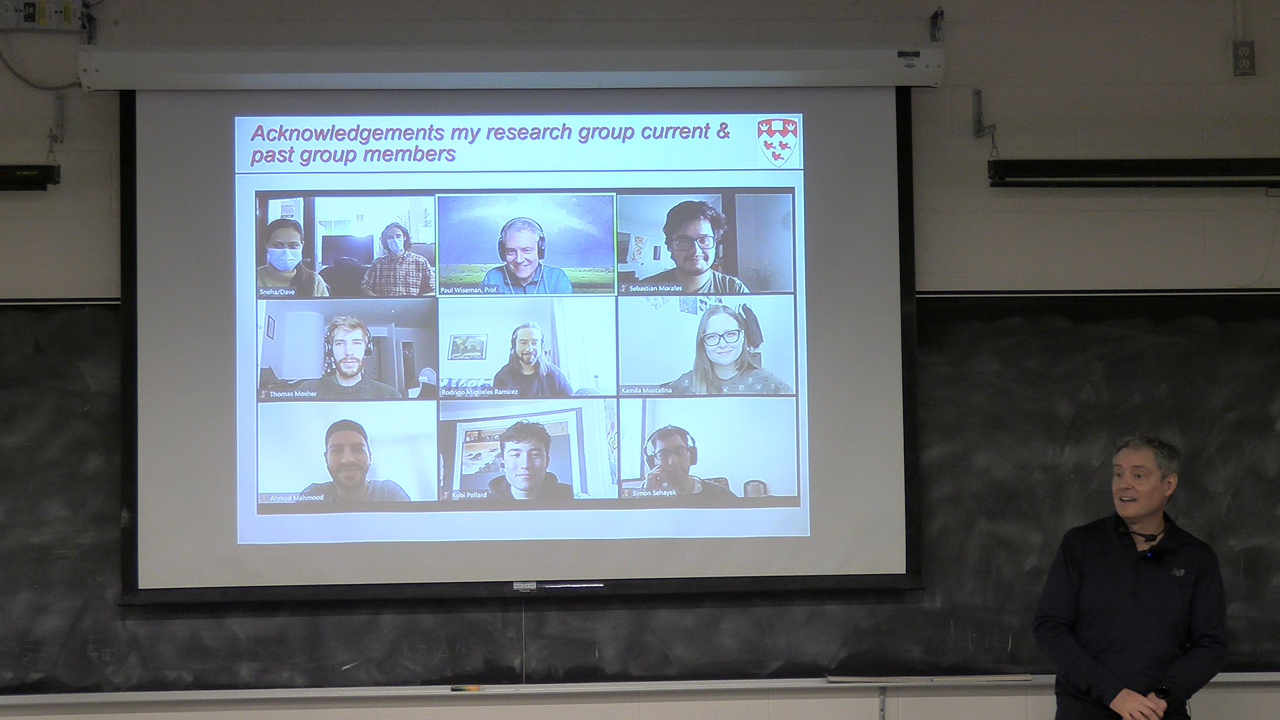 Acknowledgements my research group current &
past group members
Sneha/Dave
Paul Wiseman, Prof.
Sebastian Morales
Thomas Mosher
Rodrigo Migueles Ramirez
Kamila Mustafina
Ahmad Mahmood
Kobi Pollard
Simon Sehayek